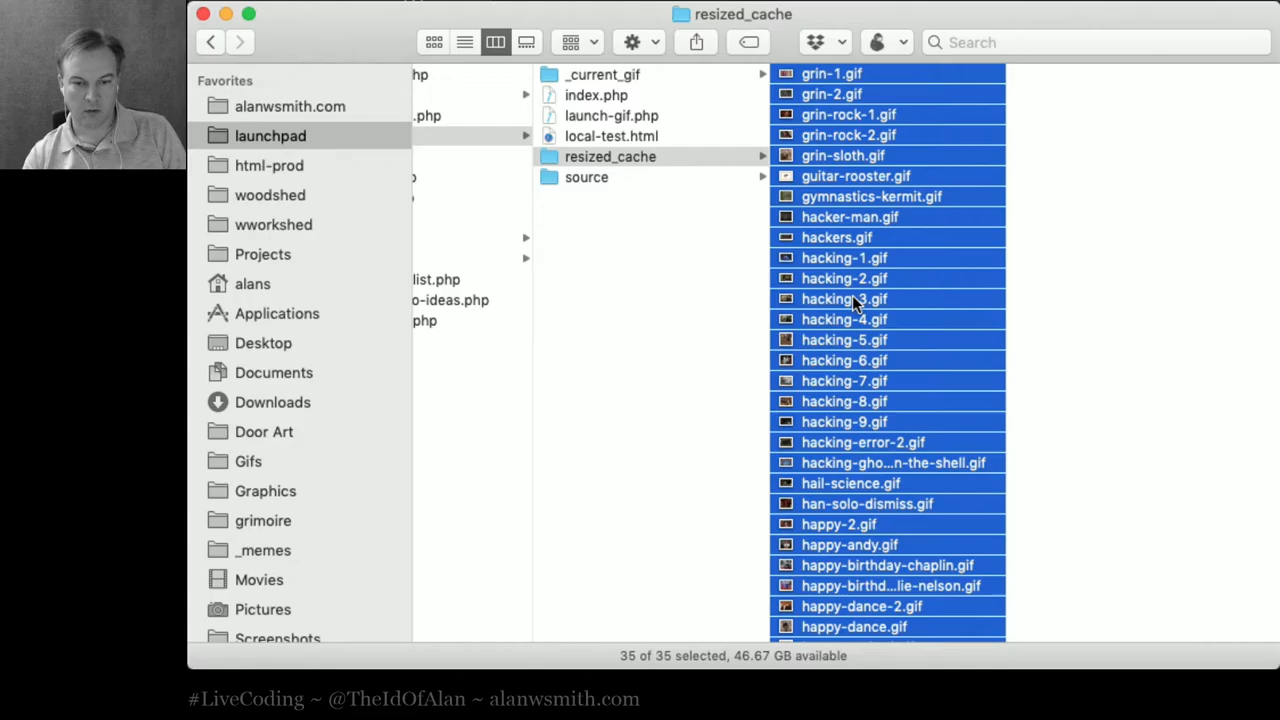 resized_cache
Search
Favorites
alanwsmith.com
launchpad
html-prod
woodshed
wworkshed
Projects
alans
Applications
Desktop
Documents
Downloads
Door Art
Gifs
Graphics
grimoire
_memes
Movies
Pictures
Screenshots
hp
.php
list.php
o-ideas.php
php
_current_gif
index.php
launch-gif.php
local-test.html
resized_cache
source
grin-1.gif
grin-2.gif
grin-rock-1.gif
grin-rock-2.gif
grin-sloth.gif
guitar-rooster.gif
gymnastics-kermit.gif
hacker-man.gif
hackers.gif
hacking-1.gif
hacking-2.gif
hacking-3.gif
hacking-4.gif
hacking-5.gif
hacking-6.gif
hacking-7.gif
hacking-8.gif
hacking-9.gif
hacking-error-2.gif
hacking-gho...n-the-shell.gif
hail-science.gif
han-solo-dismiss.gif
happy-2.gif
happy-andy.gif
happy-birthday-chaplin.gif
happy-birthd...lie-nelson.gif
happy-dance-2.gif
happy-dance.gif
35 of 35 selected, 46.67 GB available
#LiveCoding ~ @TheIdOfAlan ~ alanwsmith.com